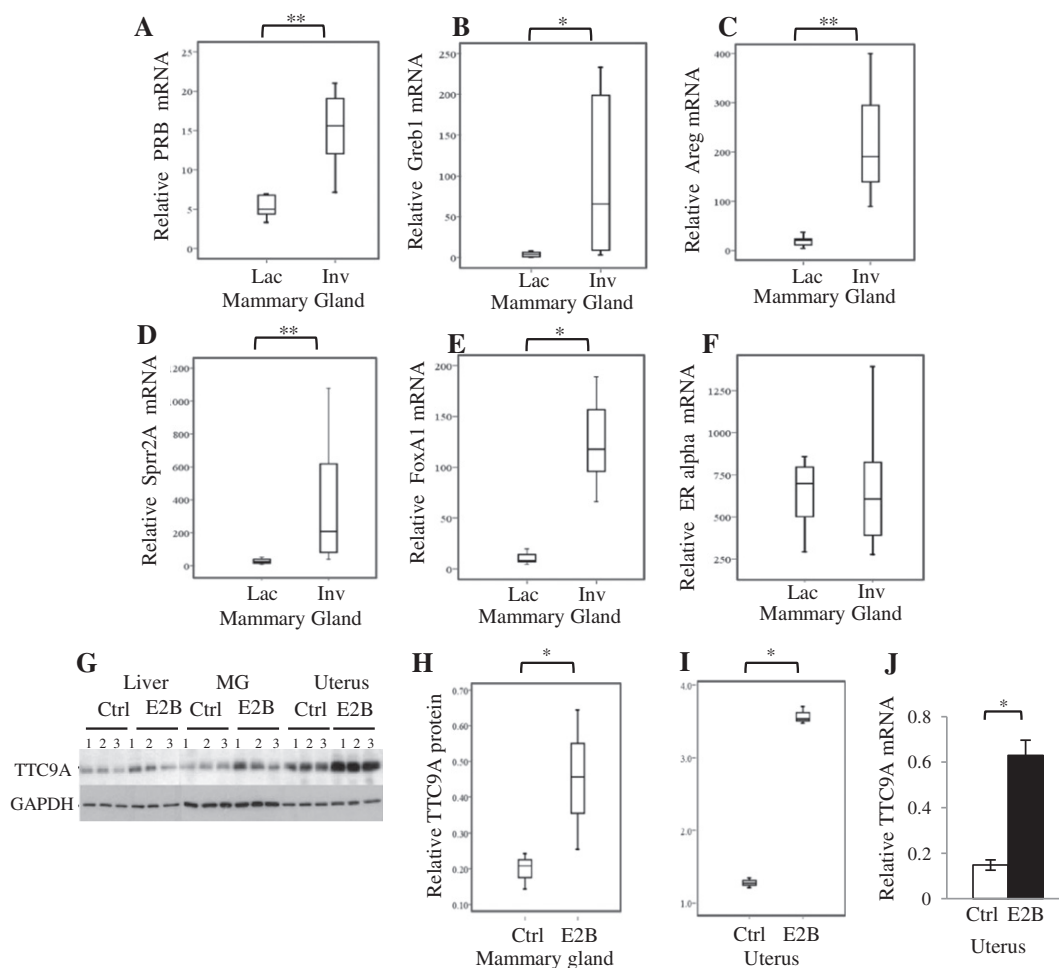 A
**
Relative PRB mRNA
25
20
15
10
5
0
Lac Inv
Mammary Gland
B
*
Relative Greb1 mRNA
250
200
150
100
50
0
Lac Inv
Mammary Gland
C
**
Relative Areg mRNA
400
300
200
100
0
Lac Inv
Mammary Gland
D
**
Relative Sprr2A mRNA
.200
.000
800
600
400
200
0
Lac Inv
Mammary Gland
E
*
Relative FoxA1 mRNA
200
150
100
50
0
Lac Inv
Mammary Gland
F
Relative ER alpha mRNA
1250
1000
750
500
250
Lac Inv
Mammary Gland
G
Liver MG Uterus
Ctrl E2B Ctrl E2B Ctrl E2B
1 2 3 1 2 3 1 2 3 1 2 3 1 2 3 1 2 3
TTC9A
GAPDH
H
*
Relative TTC9A protein
0.70
0.60
0.50
0.40
0.30
0.20
0.10
Ctrl E2B
Mammary gland
I
*
4.0
3.0
2.0
1.0
Ctrl E2B
Uterus
J
*
Relative TTC9A mRNA
0.8
0.6
0.4
0.2
0
Ctrl E2B
Uterus